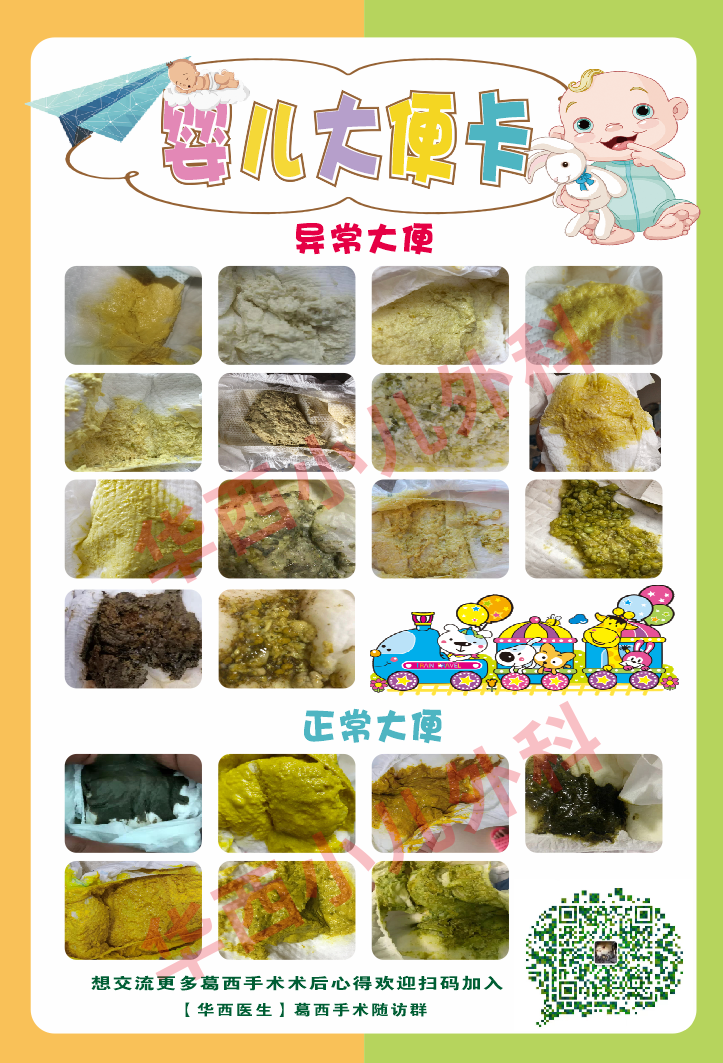 婴儿大便卡
异常大便
华西小儿外科
TRAIN TRAVEL
正常大便
华西小儿外科
想交流更多葛西手术术后心得欢迎扫码加入
【华西医生】葛西手术随访群